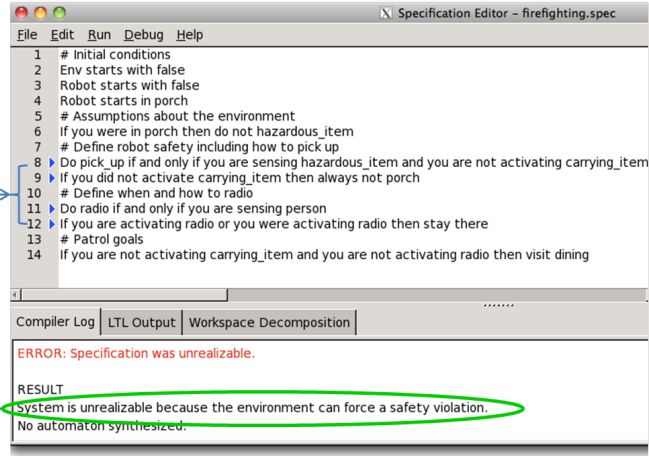 X Specification Editor – firefighting.spec
File Edit Run Debug Help
1 # Initial conditions
2 Env starts with false
3 Robot starts with false
4 Robot starts in porch
5 # Assumptions about the environment
6 If you were in porch then do not hazardous_item
7 # Define robot safety including how to pick up
8 Do pick_up if and only if you are sensing hazardous_item and you are not activating carrying_item
9 If you did not activate carrying_item then always not porch
10 # Define when and how to radio
11 Do radio if and only if you are sensing person
12 If you are activating radio or you were activating radio then stay there
13 # Patrol goals
14 If you are not activating carrying_item and you are not activating radio then visit dining
Compiler Log LTL Output Workspace Decomposition
ERROR: Specification was unrealizable.
RESULT
System is unrealizable because the environment can force a safety violation.
No automaton synthesized.